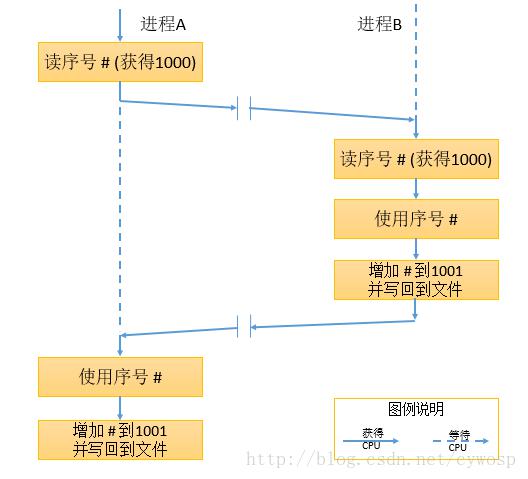 进程A
进程B
读序号 # (获得1000)
读序号 # (获得1000)
使用序号 #
增加 # 到1001
并写回到文件
使用序号 #
增加 # 到1001
并写回到文件
图例说明
获得
CPU
等待
CPU
http://blog.csdn.net/cywosp